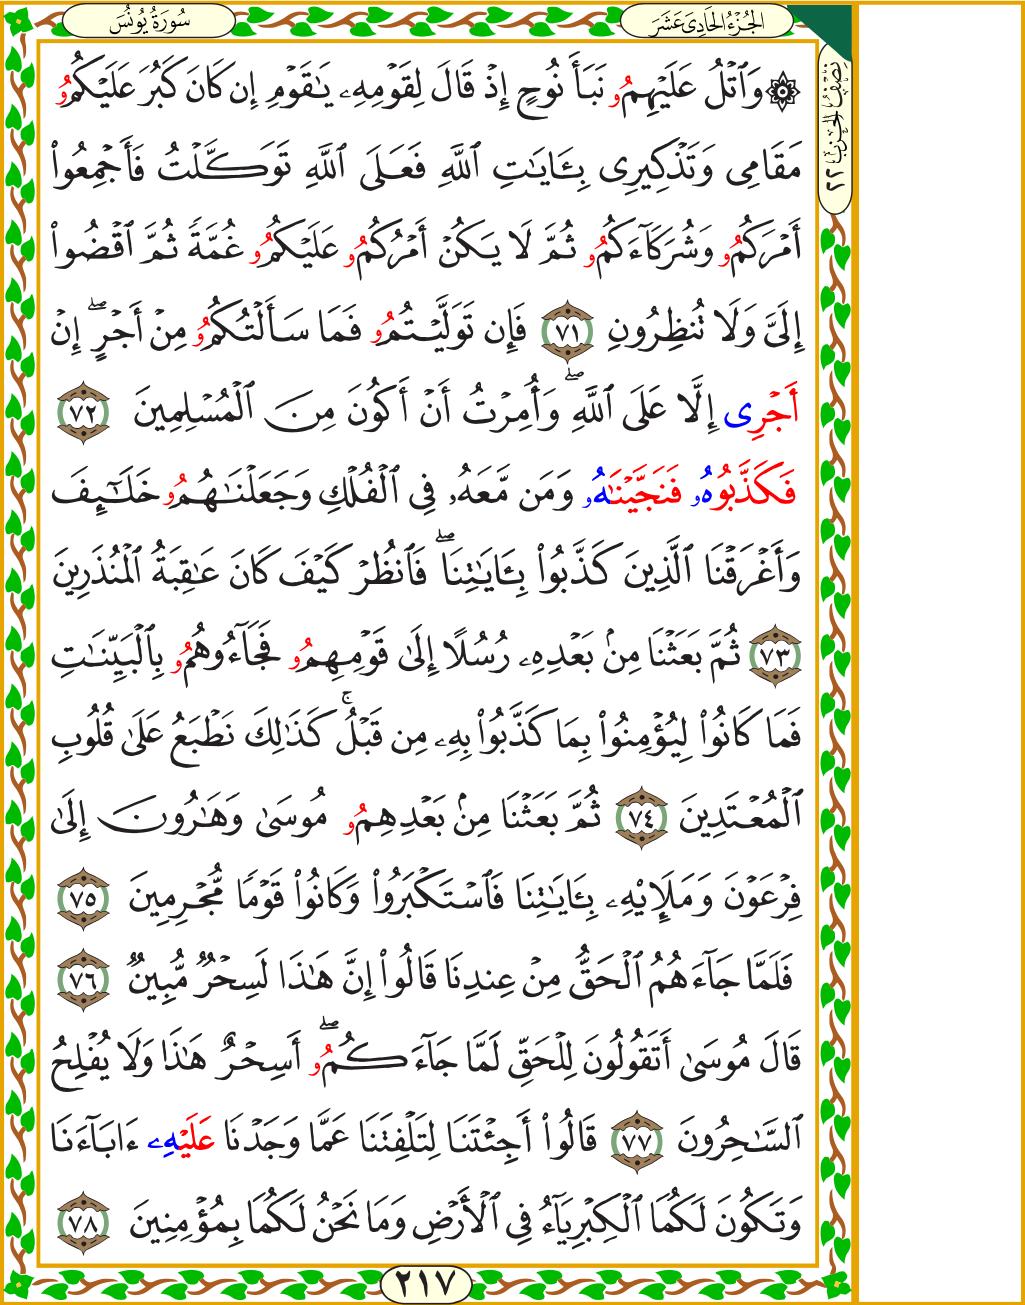 سُورَةُ يُونُسَ
الجُزْءُ الحَادِىَ عَشَرَ
نِصْفُ الحِزْب ٢٢
۞ وَٱتْلُ عَلَيْهِمُۥ نَبَأَ نُوحٍ إِذْ قَالَ لِقَوْمِهِۦ يَـٰقَوْمِ إِن كَانَ كَبُرَ عَلَيْكُمُۥ
مَقَامِى وَتَذْكِيرِى بِـَٔايَـٰتِ ٱللَّهِ فَعَلَى ٱللَّهِ تَوَكَّلْتُ فَأَجْمِعُوا۟
أَمْرَكُمُۥ وَشُرَكَآءَكُمُۥ ثُمَّ لَا يَكُنْ أَمْرُكُمُۥ عَلَيْكُمُۥ غُمَّةً ثُمَّ ٱقْضُوا۟
إِلَىَّ وَلَا تُنظِرُونِ ٧١ فَإِن تَوَلَّيْتُمُۥ فَمَا سَأَلْتُكُمُۥ مِنْ أَجْرٍ ۖ إِنْ
أَجْرِى إِلَّا عَلَى ٱللَّهِ ۖ وَأُمِرْتُ أَنْ أَكُونَ مِنَ ٱلْمُسْلِمِينَ ٧٢
فَكَذَّبُوهُۥ فَنَجَّيْنَـٰهُۥ وَمَن مَّعَهُۥ فِى ٱلْفُلْكِ وَجَعَلْنَـٰهُمُۥ خَلَـٰٓئِفَ
وَأَغْرَقْنَا ٱلَّذِينَ كَذَّبُوا۟ بِـَٔايَـٰتِنَا ۖ فَٱنظُرْ كَيْفَ كَانَ عَـٰقِبَةُ ٱلْمُنذَرِينَ
٧٣ ثُمَّ بَعَثْنَا مِنۢ بَعْدِهِۦ رُسُلًا إِلَىٰ قَوْمِهِمُۥ فَجَآءُوهُمُۥ بِٱلْبَيِّنَـٰتِ
فَمَا كَانُوا۟ لِيُؤْمِنُوا۟ بِمَا كَذَّبُوا۟ بِهِۦ مِن قَبْلُ ۚ كَذَٰلِكَ نَطْبَعُ عَلَىٰ قُلُوبِ
ٱلْمُعْتَدِينَ ٧٤ ثُمَّ بَعَثْنَا مِنۢ بَعْدِهِمُۥ مُوسَىٰ وَهَـٰرُونَ إِلَىٰ
فِرْعَوْنَ وَمَلَإِي۟هِۦ بِـَٔايَـٰتِنَا فَٱسْتَكْبَرُوا۟ وَكَانُوا۟ قَوْمًا مُّجْرِمِينَ ٧٥
فَلَمَّا جَآءَهُمُ ٱلْحَقُّ مِنْ عِندِنَا قَالُوا۟ إِنَّ هَـٰذَا لَسِحْرٌ مُّبِينٌ ٧٦
قَالَ مُوسَىٰ أَتَقُولُونَ لِلْحَقِّ لَمَّا جَآءَكُمُۥ ۖ أَسِحْرٌ هَـٰذَا وَلَا يُفْلِحُ
ٱلسَّـٰحِرُونَ ٧٧ قَالُوا۟ أَجِئْتَنَا لِتَلْفِتَنَا عَمَّا وَجَدْنَا عَلَيْهِۦ ءَابَآءَنَا
وَتَكُونَ لَكُمَا ٱلْكِبْرِيَآءُ فِى ٱلْأَرْضِ وَمَا نَحْنُ لَكُمَا بِمُؤْمِنِينَ ٧٨
٢١٧